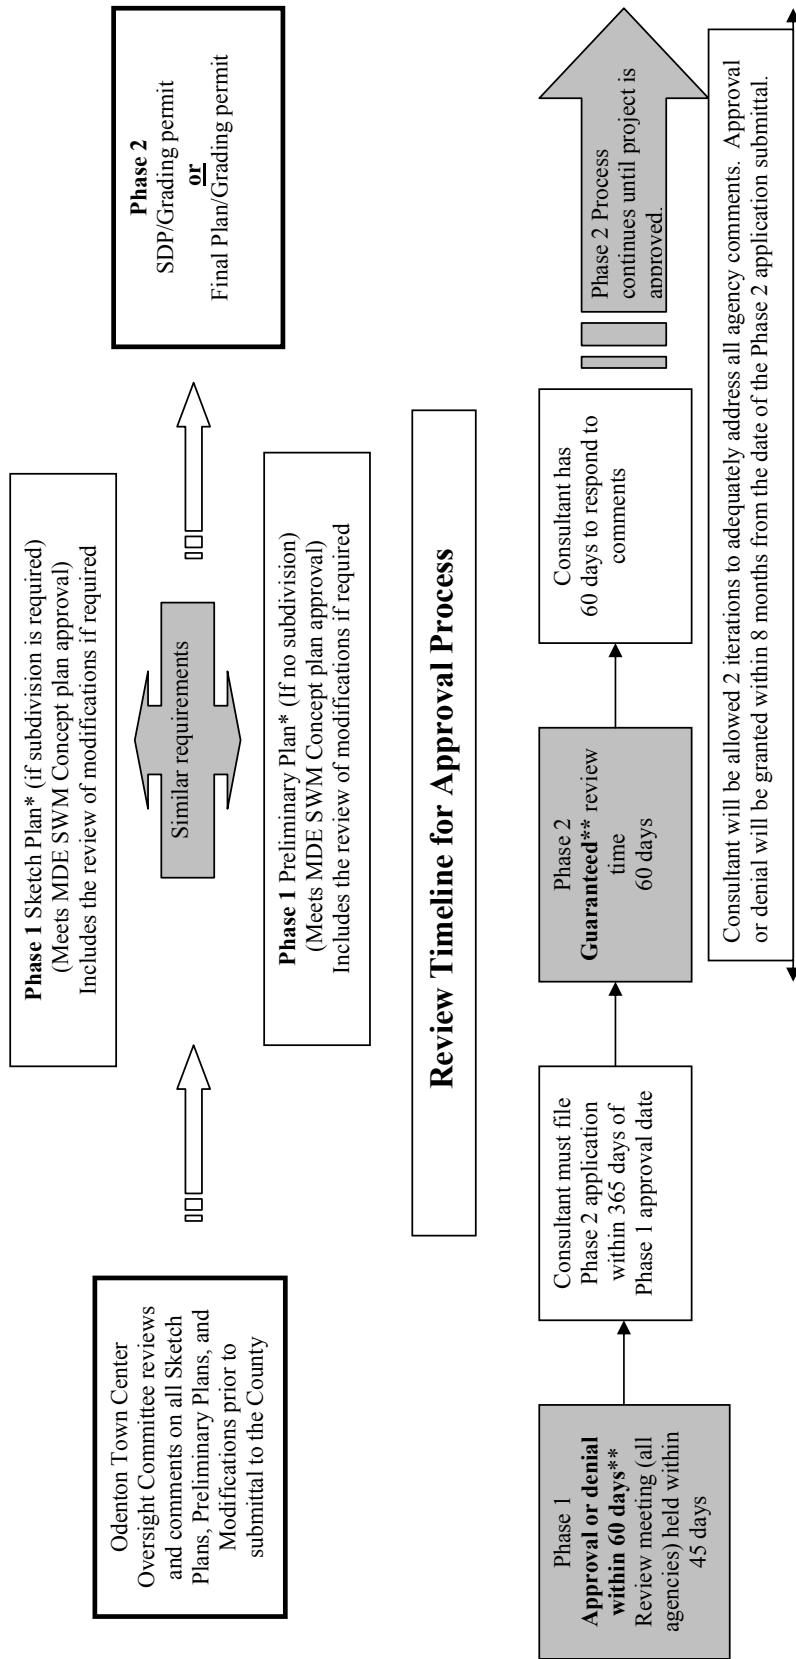 Odenton Town Center
Oversight Committee reviews
and comments on all Sketch
Plans, Preliminary Plans, and
Modifications prior to
submittal to the County
Phase 1 Sketch Plan* (if subdivision is required)
(Meets MDE SWM Concept plan approval)
Includes the review of modifications if required
Similar requirements
Phase 1 Preliminary Plan* (If no subdivision)
(Meets MDE SWM Concept plan approval)
Includes the review of modifications if required
Phase 2
SDP/Grading permit
or
Final Plan/Grading permit
Review Timeline for Approval Process
Phase 1
Approval or denial
within 60 days**
Review meeting (all
agencies) held within
45 days
Consultant must file
Phase 2 application
within 365 days of
Phase 1 approval date
Phase 2
Guaranteed** review
time
60 days
Consultant has
60 days to respond to
comments
Phase 2 Process
continues until project is
approved.
Consultant will be allowed 2 iterations to adequately address all agency comments. Approval
or denial will be granted within 8 months from the date of the Phase 2 application submittal.